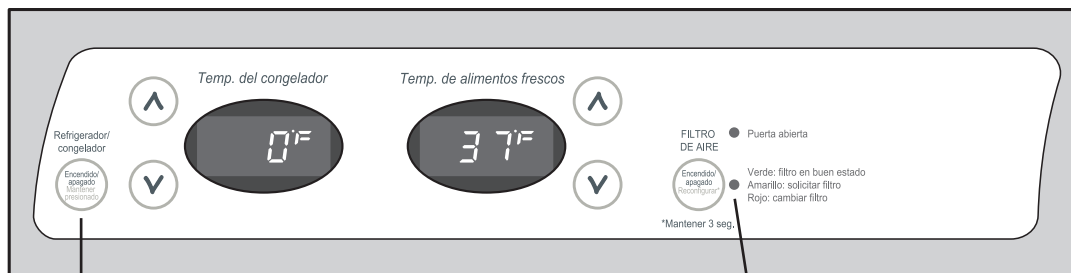 Temp. del congelador
Temp. de alimentos frescos
Refrigerador/
congelador
Encendido/
apagado
Mantener
presionado
0°F
37°F
FILTRO
DE AIRE
Puerta abierta
Encendido/
apagado
Reconfigurar*
Verde: filtro en buen estado
Amarillo: solicitar filtro
Rojo: cambiar filtro
*Mantener 3 seg.